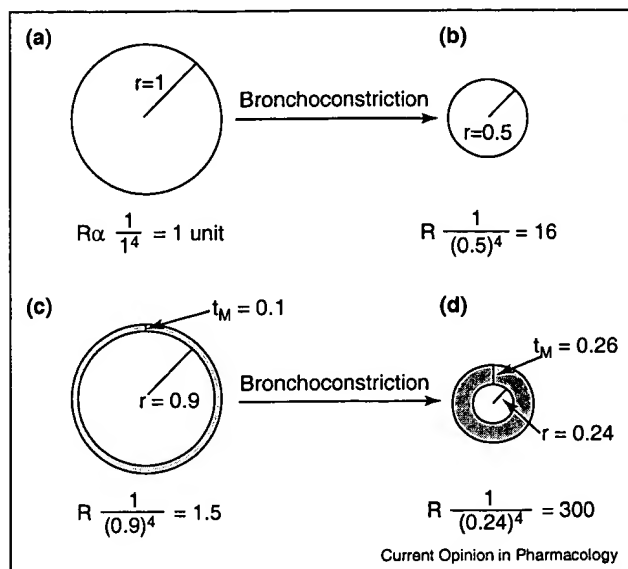 (a)
r=1
Bronchoconstriction
(b)
r=0.5
Rα 1/1⁴ = 1 unit
R 1/(0.5)⁴ = 16
(c)
tM = 0.1
r = 0.9
Bronchoconstriction
(d)
tM = 0.26
r = 0.24
R 1/(0.9)⁴ = 1.5
R 1/(0.24)⁴ = 300
Current Opinion in Pharmacology